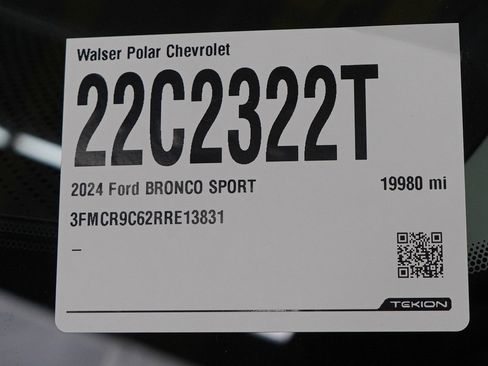 Walser Polar Chevrolet
22C2322T
2024 Ford BRONCO SPORT 19980 mi
3FMCR9C62RRE13831
–
TEKION